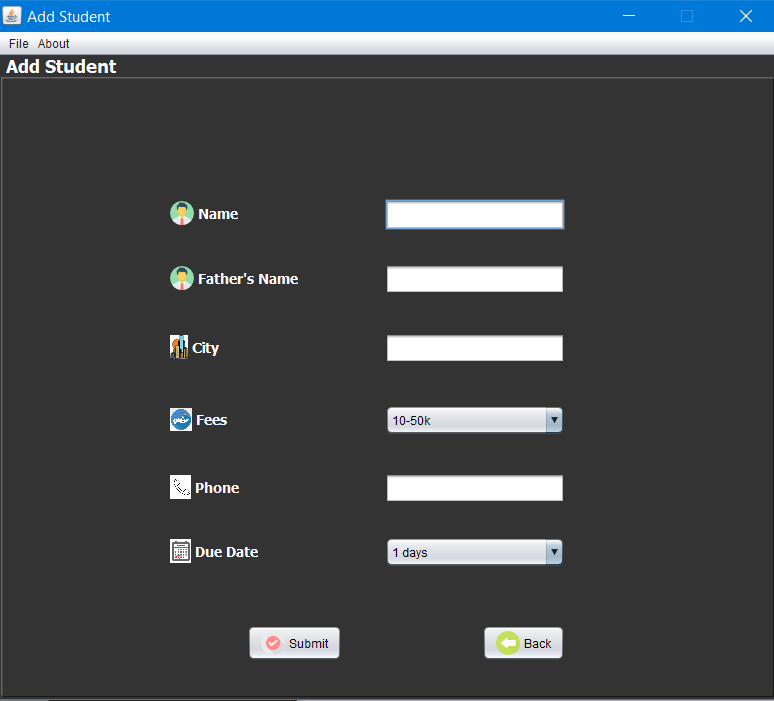 Add Student
File About
Add Student
Name
Father's Name
City
Fees 10-50k
Phone
Due Date 1 days
Submit Back